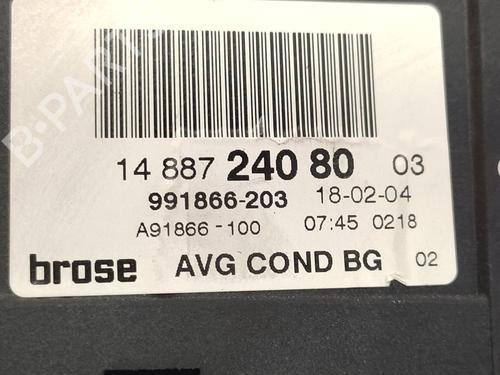 B-PARTS
14 887 240 80 03
991866-203 18-02-04
A91866-100 07:45 0218
brose AVG COND BG 02